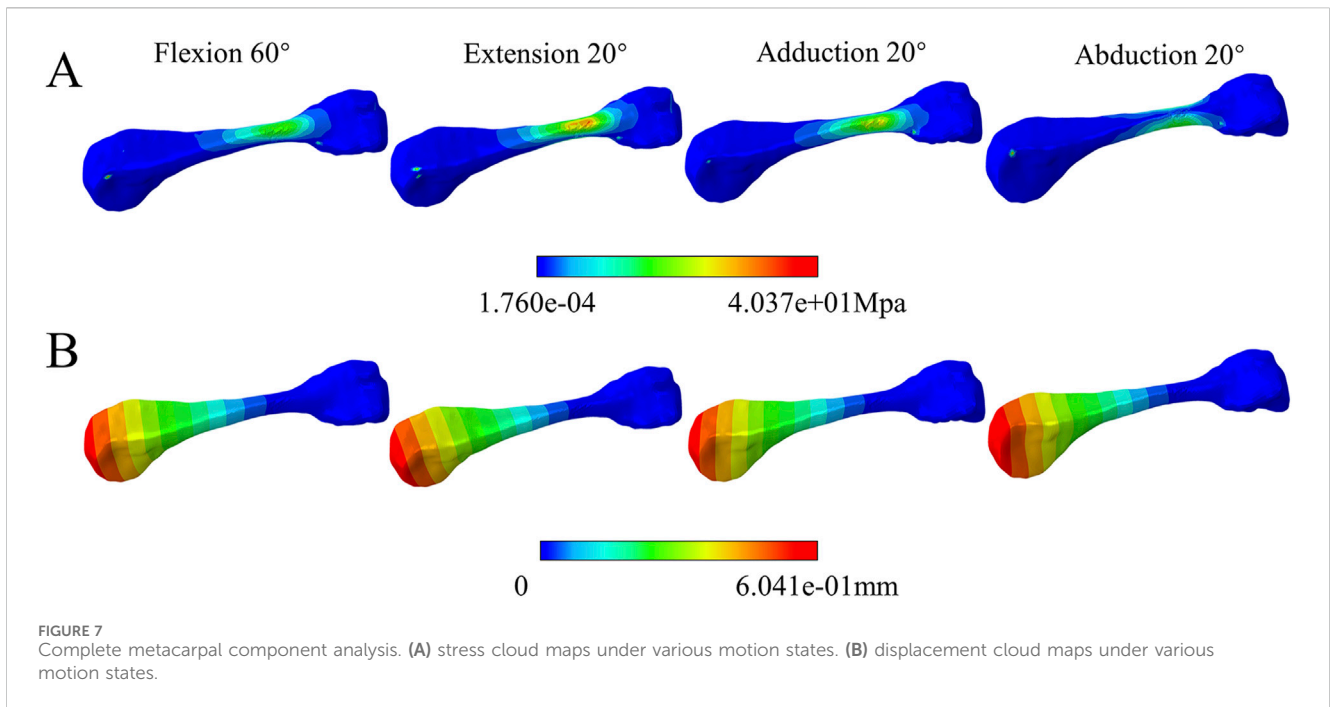 A
Flexion 60°
Extension 20°
Adduction 20°
Abduction 20°
1.760e-04
4.037e+01Mpa
B
0
6.041e-01mm
FIGURE 7
Complete metacarpal component analysis. (A) stress cloud maps under various motion states. (B) displacement cloud maps under various
motion states.